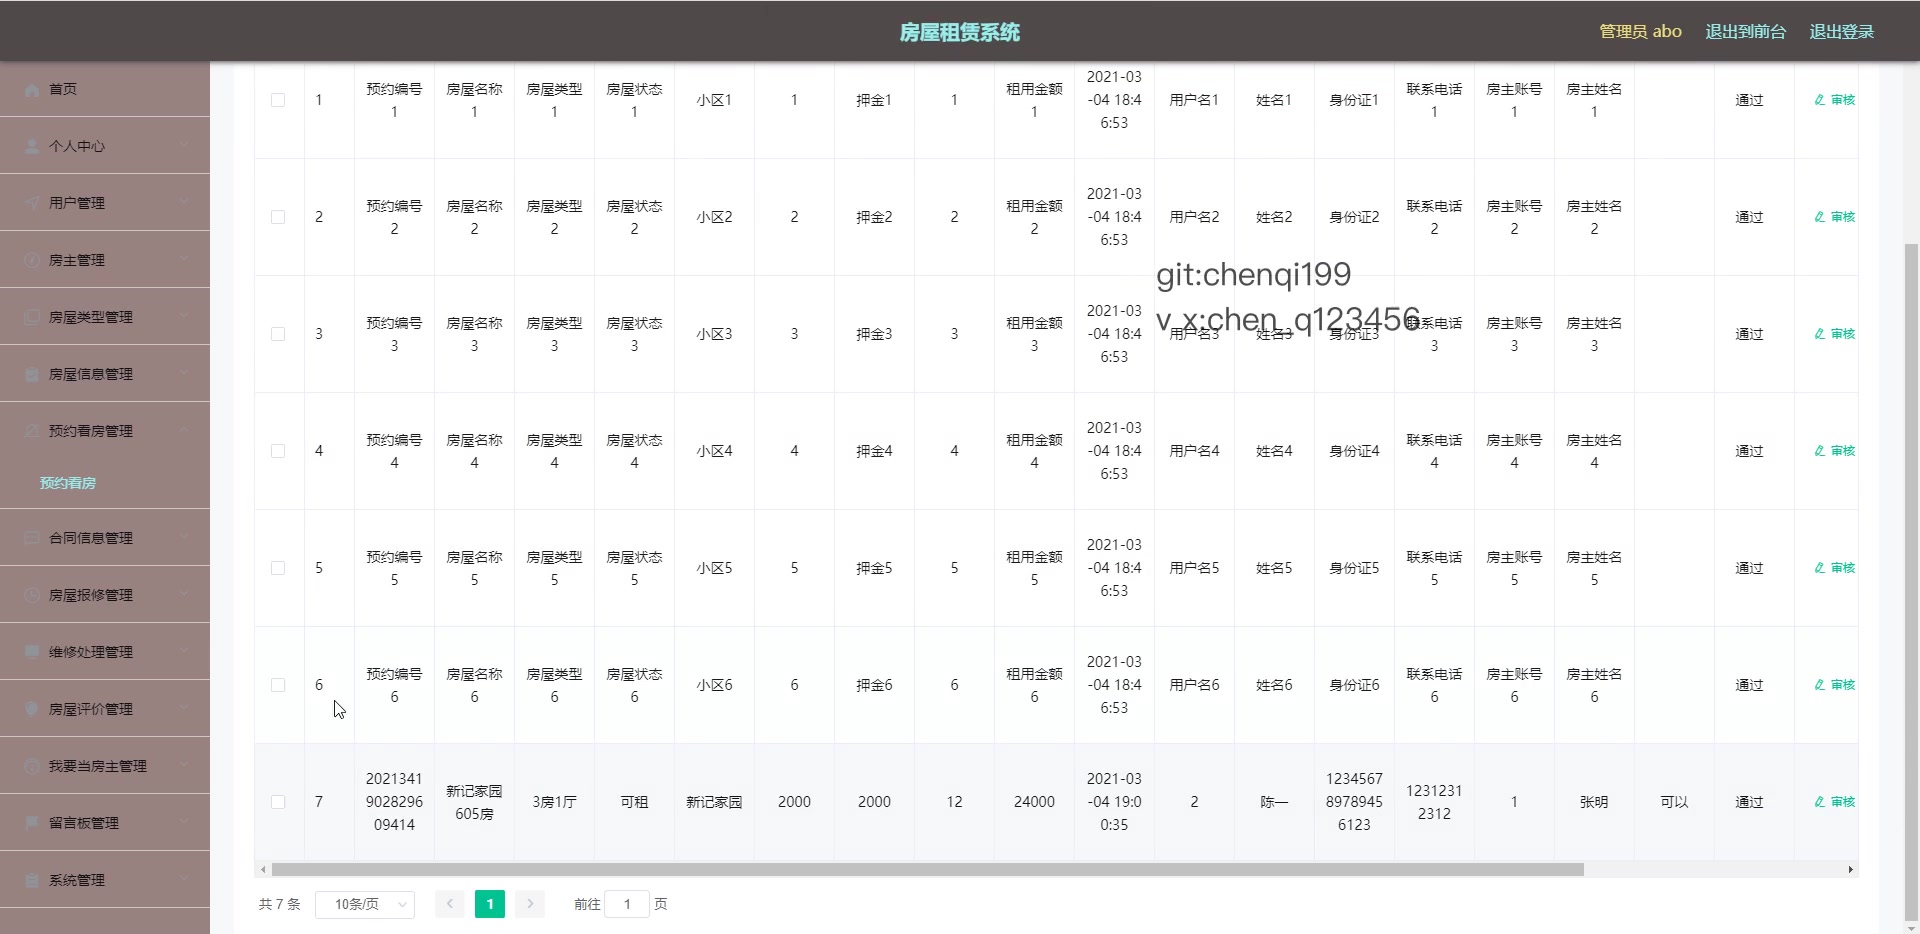 房屋租赁系统
管理员 abo 退出到前台 退出登录
首页
个人中心
用户管理
房主管理
房屋类型管理
房屋信息管理
预约看房管理
预约看房
合同信息管理
房屋报修管理
维修处理管理
房屋评价管理
我要当房主管理
留言板管理
系统管理
1 预约编号1 房屋名称1 房屋类型1 房屋状态1 小区1 1 押金1 1 租用金额1 2021-03-04 18:46:53 用户名1 姓名1 身份证1 联系电话1 房主账号1 房主姓名1 通过 审核
2 预约编号2 房屋名称2 房屋类型2 房屋状态2 小区2 2 押金2 2 租用金额2 2021-03-04 18:46:53 用户名2 姓名2 身份证2 联系电话2 房主账号2 房主姓名2 通过 审核
git:chenqi199
v_x:chen_q123456
3 预约编号3 房屋名称3 房屋类型3 房屋状态3 小区3 3 押金3 3 租用金额3 2021-03-04 18:46:53 用户名3 姓名3 身份证3 联系电话3 房主账号3 房主姓名3 通过 审核
4 预约编号4 房屋名称4 房屋类型4 房屋状态4 小区4 4 押金4 4 租用金额4 2021-03-04 18:46:53 用户名4 姓名4 身份证4 联系电话4 房主账号4 房主姓名4 通过 审核
5 预约编号5 房屋名称5 房屋类型5 房屋状态5 小区5 5 押金5 5 租用金额5 2021-03-04 18:46:53 用户名5 姓名5 身份证5 联系电话5 房主账号5 房主姓名5 通过 审核
6 预约编号6 房屋名称6 房屋类型6 房屋状态6 小区6 6 押金6 6 租用金额6 2021-03-04 18:46:53 用户名6 姓名6 身份证6 联系电话6 房主账号6 房主姓名6 通过 审核
7 2021341902829609414 新记家园605房 3房1厅 可租 新记家园 2000 2000 12 24000 2021-03-04 19:00:35 2 陈一 123456789789456123 12312312312 1 张明 可以 通过 审核
共 7 条 10条/页 1 前往 1 页